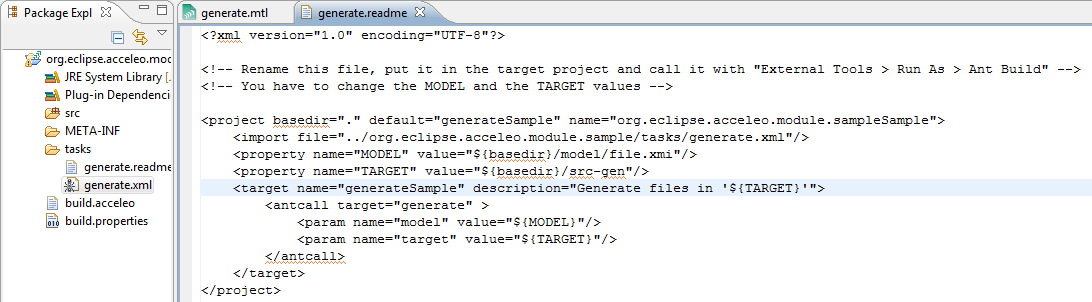 Package Expl
org.eclipse.acceleo.mod
JRE System Library [J
Plug-in Dependenci
src
META-INF
tasks
generate.readme
generate.xml
build.acceleo
build.properties
generate.mtl
generate.readme
<?xml version="1.0" encoding="UTF-8"?>
<!-- Rename this file, put it in the target project and call it with "External Tools > Run As > Ant Build" -->
<!-- You have to change the MODEL and the TARGET values -->
<project basedir="." default="generateSample" name="org.eclipse.acceleo.module.sampleSample">
<import file="../org.eclipse.acceleo.module.sample/tasks/generate.xml"/>
<property name="MODEL" value="${basedir}/model/file.xmi"/>
<property name="TARGET" value="${basedir}/src-gen"/>
<target name="generateSample" description="Generate files in '${TARGET}'">
<antcall target="generate" >
<param name="model" value="${MODEL}"/>
<param name="target" value="${TARGET}"/>
</antcall>
</target>
</project>